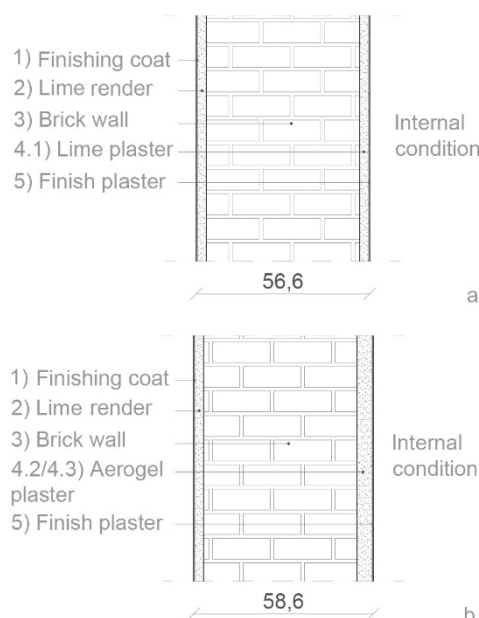 1) Finishing coat
2) Lime render
3) Brick wall
4.1) Lime plaster
5) Finish plaster
Internal
condition
56,6
a
1) Finishing coat
2) Lime render
3) Brick wall
4.2/4.3) Aerogel
plaster
5) Finish plaster
Internal
condition
58,6
b